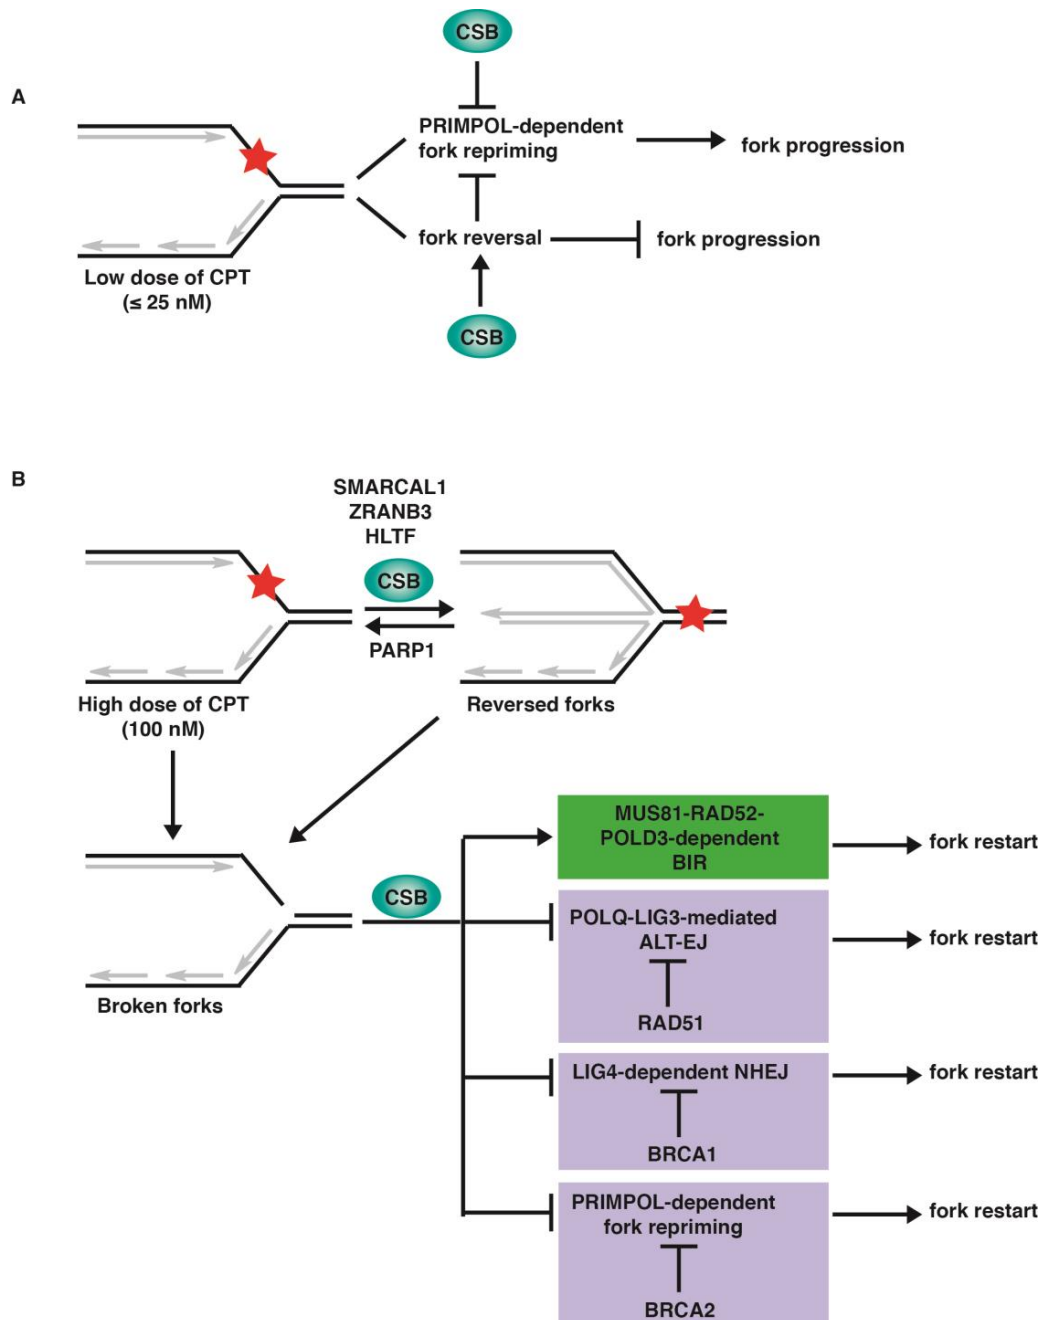 A
CSB
PRIMPOL-dependent
fork repriming
fork progression
fork reversal
fork progression
Low dose of CPT
(≤ 25 nM)
CSB
B
SMARCAL1
ZRANB3
HLTF
CSB
PARP1
High dose of CPT
(100 nM)
Reversed forks
MUS81-RAD52-
POLD3-dependent
BIR
fork restart
CSB
POLQ-LIG3-mediated
ALT-EJ
fork restart
RAD51
Broken forks
LIG4-dependent NHEJ
fork restart
BRCA1
PRIMPOL-dependent
fork repriming
fork restart
BRCA2